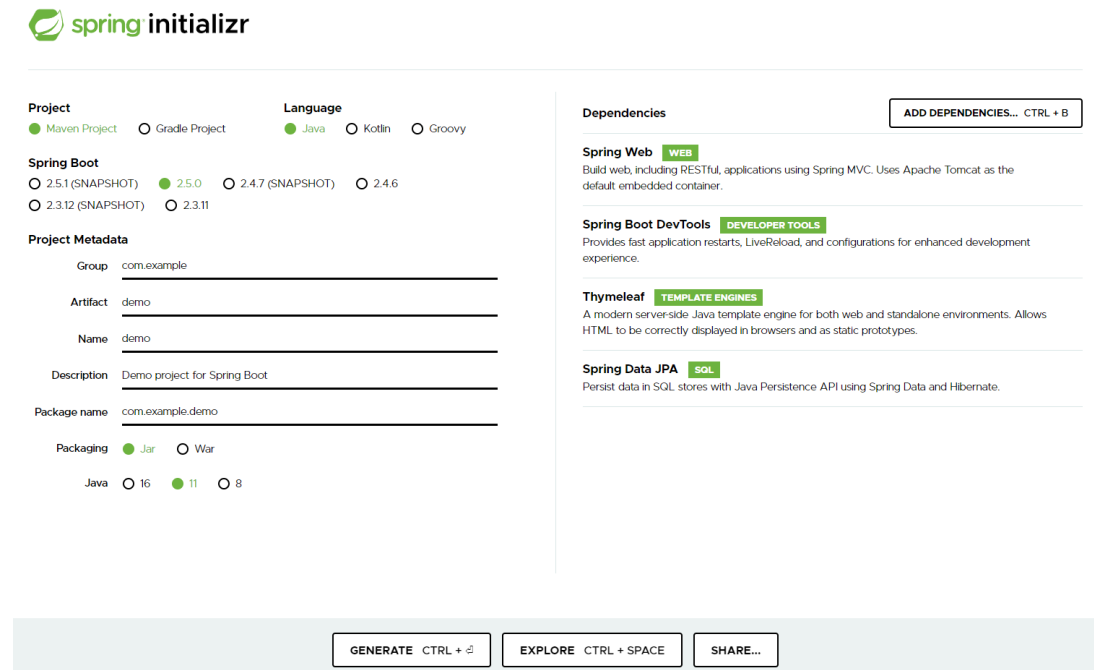 spring initializr
Project
Maven Project Gradle Project
Language
Java Kotlin Groovy
Spring Boot
2.5.1 (SNAPSHOT) 2.5.0 2.4.7 (SNAPSHOT) 2.4.6
2.3.12 (SNAPSHOT) 2.3.11
Project Metadata
Group com.example
Artifact demo
Name demo
Description Demo project for Spring Boot
Package name com.example.demo
Packaging Jar War
Java 16 11 8
Dependencies
ADD DEPENDENCIES... CTRL + B
Spring Web WEB
Build web, including RESTful, applications using Spring MVC. Uses Apache Tomcat as the
default embedded container.
Spring Boot DevTools DEVELOPER TOOLS
Provides fast application restarts, LiveReload, and configurations for enhanced development
experience.
Thymeleaf TEMPLATE ENGINES
A modern server-side Java template engine for both web and standalone environments. Allows
HTML to be correctly displayed in browsers and as static prototypes.
Spring Data JPA SQL
Persist data in SQL stores with Java Persistence API using Spring Data and Hibernate.
GENERATE CTRL + ⏎
EXPLORE CTRL + SPACE
SHARE...